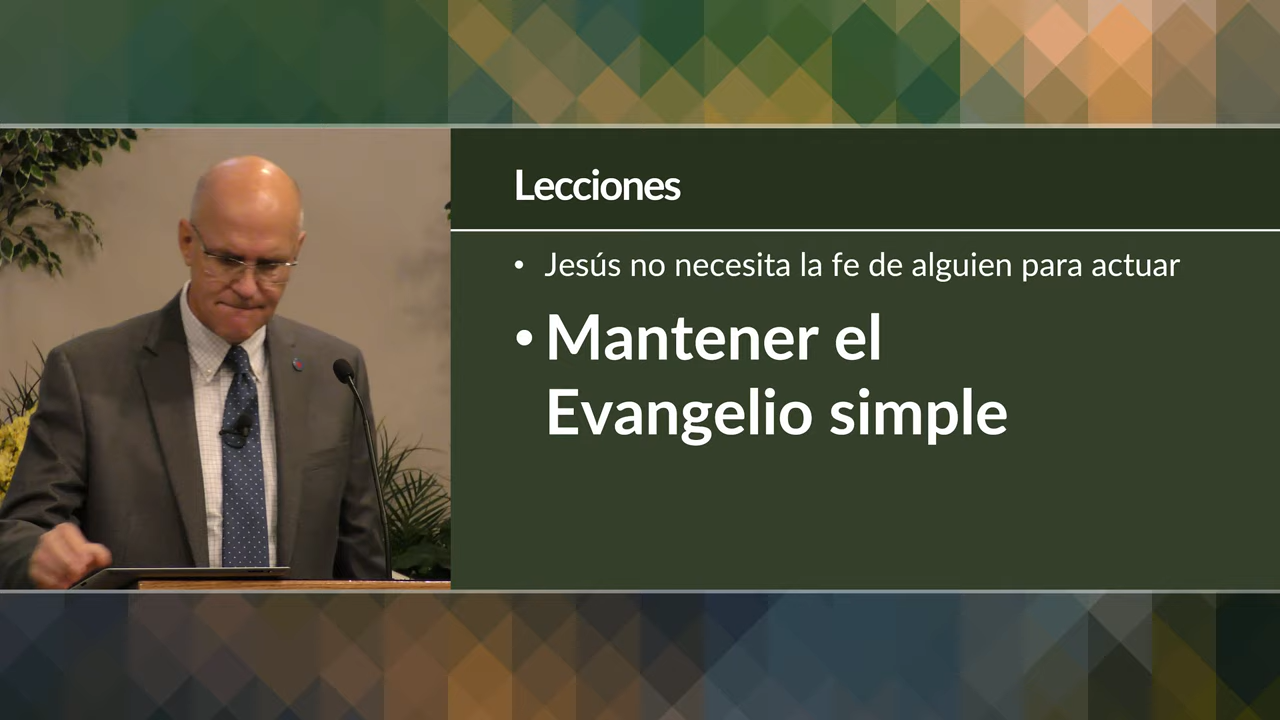 Lecciones
• Jesús no necesita la fe de alguien para actuar
• Mantener el
Evangelio simple